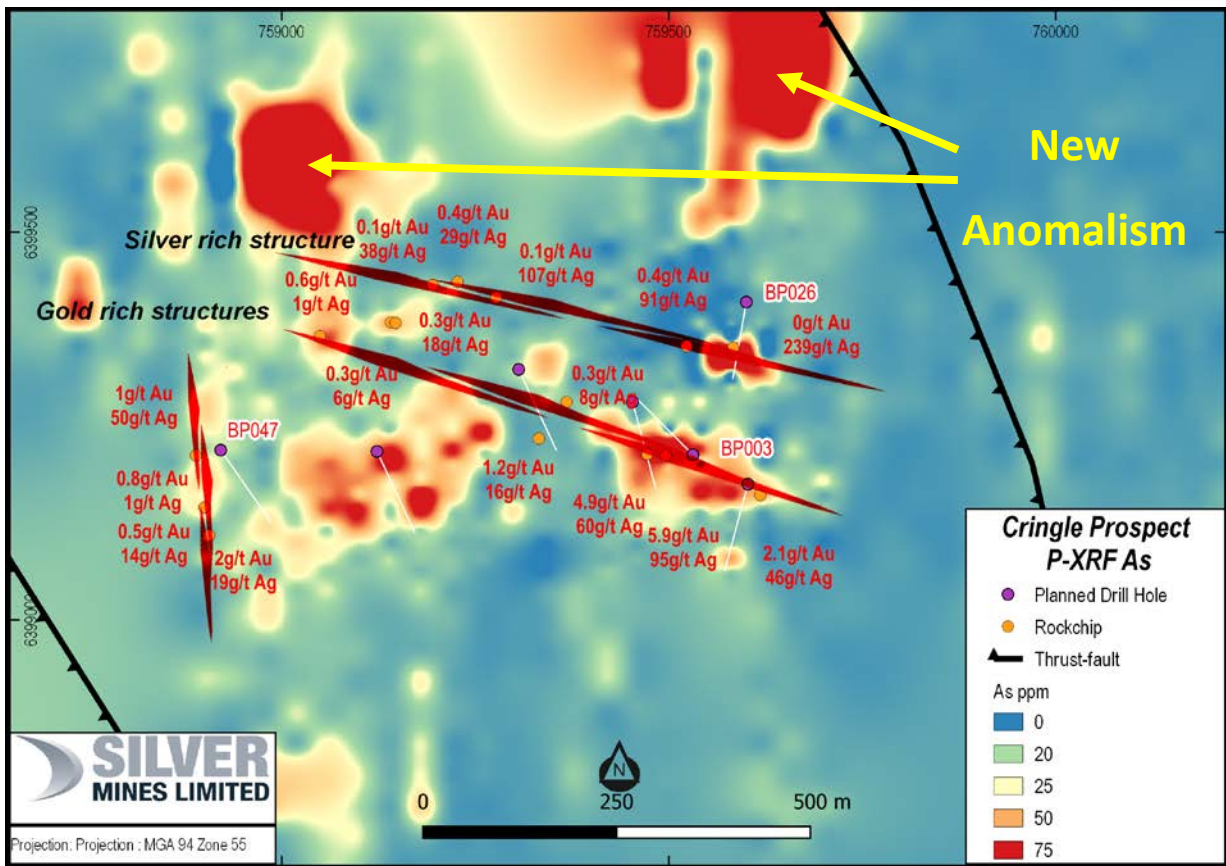 759000
759500
760000
New
Anomalism
6399500
6399000
Silver rich structure
Gold rich structures
0.1g/t Au
38g/t Ag
0.4g/t Au
29g/t Ag
0.1g/t Au
107g/t Ag
0.6g/t Au
1g/t Ag
0.3g/t Au
18g/t Ag
0.4g/t Au
91g/t Ag
BP026
0g/t Au
239g/t Ag
0.3g/t Au
6g/t Ag
0.3g/t Au
8g/t Ag
1g/t Au
50g/t Ag
BP047
BP003
0.8g/t Au
1g/t Ag
0.5g/t Au
14g/t Ag
2g/t Au
19g/t Ag
1.2g/t Au
16g/t Ag
4.9g/t Au
60g/t Ag
5.9g/t Au
95g/t Ag
2.1g/t Au
46g/t Ag
Cringle Prospect
P-XRF As
Planned Drill Hole
Rockchip
Thrust-fault
As ppm
0
20
25
50
75
SILVER
MINES LIMITED
Projection: Projection : MGA 94 Zone 55
N
0 250 500 m